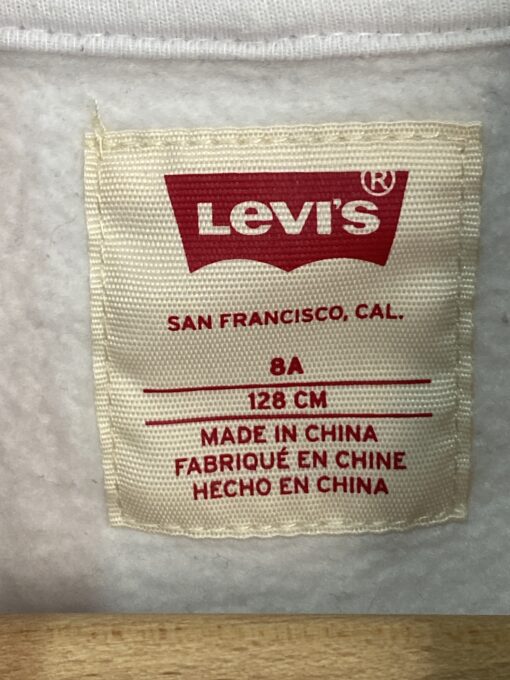 LEVI'S ®
SAN FRANCISCO, CAL.
8A
128 CM
MADE IN CHINA
FABRIQUÉ EN CHINE
HECHO EN CHINA